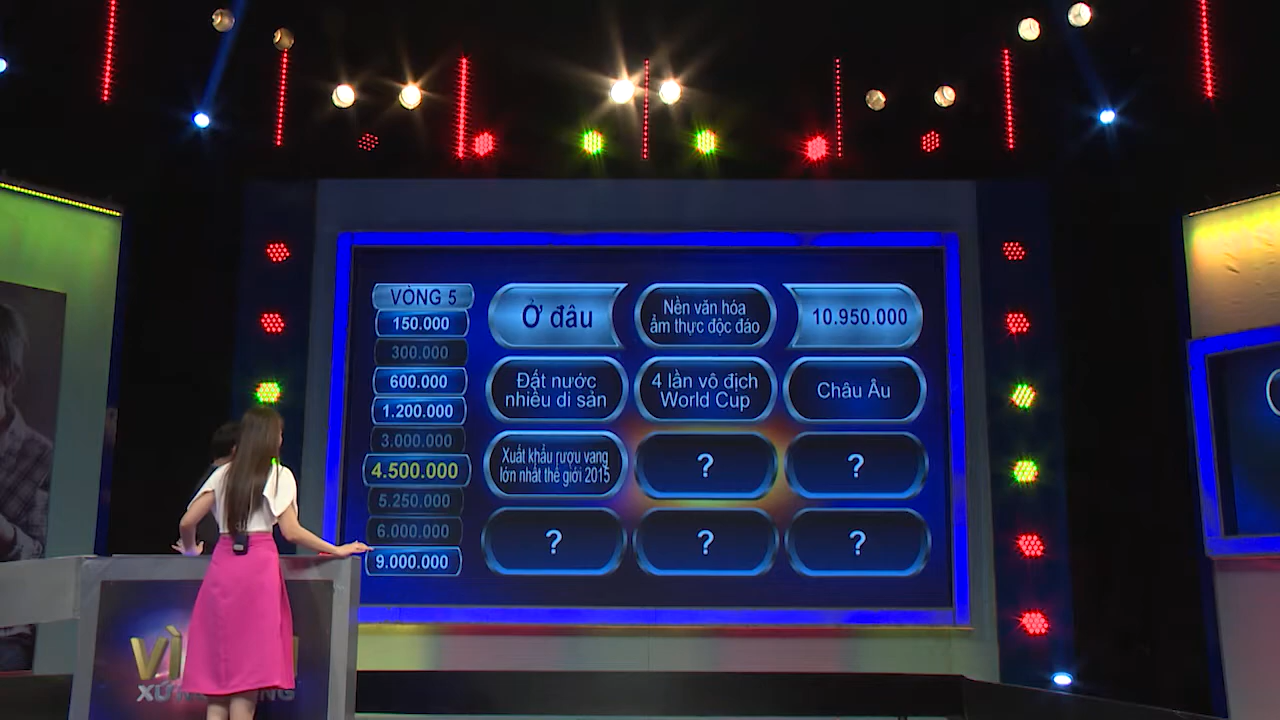 VÒNG 5
150.000
300.000
600.000
1.200.000
3.000.000
4.500.000
5.250.000
6.000.000
9.000.000
Ở đâu
Nền văn hóa
ẩm thực độc đáo
10.950.000
Đất nước
nhiều di sản
4 lần vô địch
World Cup
Châu Âu
Xuất khẩu rượu vang
lớn nhất thế giới 2015
?
?
?
?
?
VÌ
XỨ